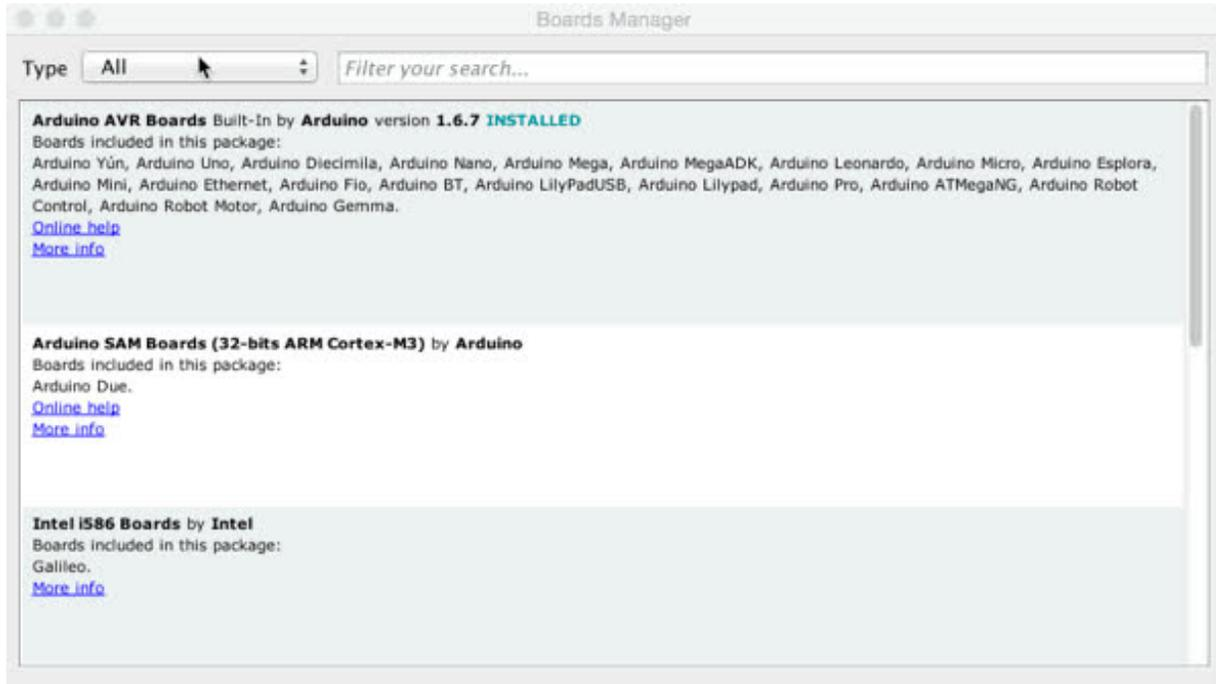 Boards Manager
Type All Filter your search...
Arduino AVR Boards Built-In by Arduino version 1.6.7 INSTALLED
Boards included in this package:
Arduino Yún, Arduino Uno, Arduino Diecimila, Arduino Nano, Arduino Mega, Arduino MegaADK, Arduino Leonardo, Arduino Micro, Arduino Esplora,
Arduino Mini, Arduino Ethernet, Arduino Fio, Arduino BT, Arduino LilyPadUSB, Arduino Lilypad, Arduino Pro, Arduino ATMegaNG, Arduino Robot
Control, Arduino Robot Motor, Arduino Gemma.
Online help
More info
Arduino SAM Boards (32-bits ARM Cortex-M3) by Arduino
Boards included in this package:
Arduino Due.
Online help
More info
Intel i586 Boards by Intel
Boards included in this package:
Galileo.
More info